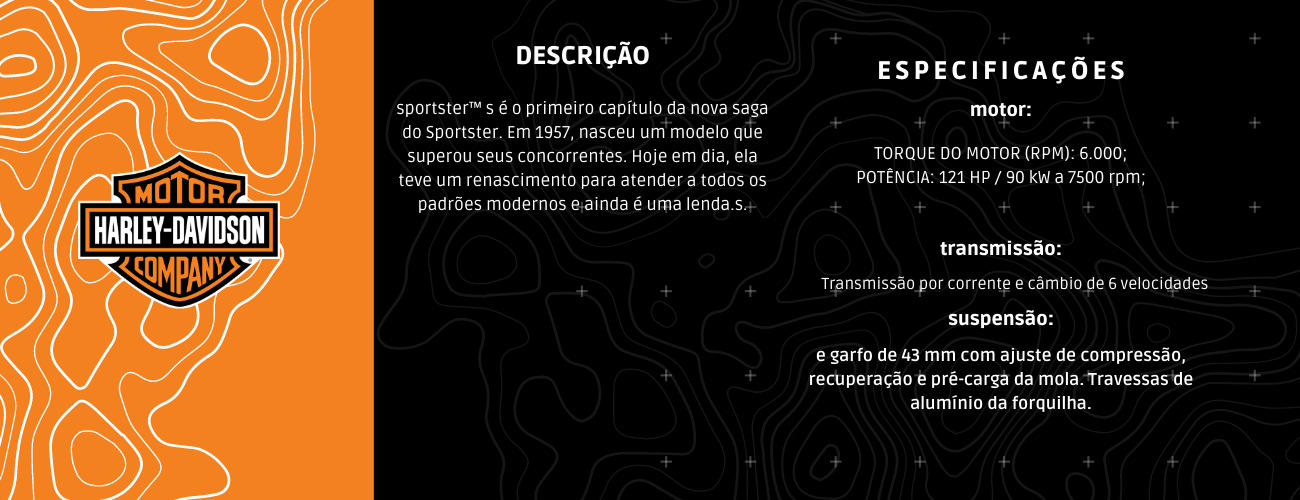 MOTOR
HARLEY-DAVIDSON
COMPANY
DESCRIÇÃO
sportster™ s é o primeiro capítulo da nova saga
do Sportster. Em 1957, nasceu um modelo que
superou seus concorrentes. Hoje em dia, ela
teve um renascimento para atender a todos os
padrões modernos e ainda é uma lenda.s.
ESPECIFICAÇÕES
motor:
TORQUE DO MOTOR (RPM): 6.000;
POTÊNCIA: 121 HP / 90 kW a 7500 rpm;
transmissão:
Transmissão por corrente e câmbio de 6 velocidades
suspensão:
e garfo de 43 mm com ajuste de compressão,
recuperação e pré-carga da mola. Travessas de
alumínio da forquilha.